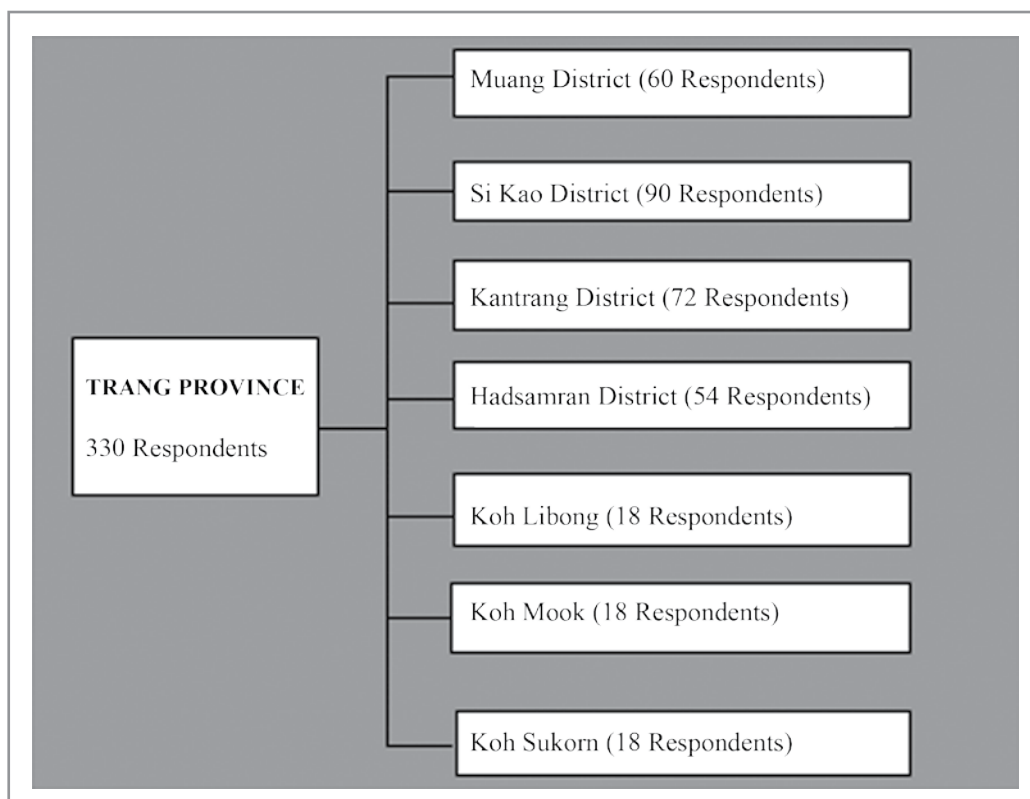 TRANG PROVINCE
330 Respondents
Muang District (60 Respondents)
Si Kao District (90 Respondents)
Kantrang District (72 Respondents)
Hadsamran District (54 Respondents)
Koh Libong (18 Respondents)
Koh Mook (18 Respondents)
Koh Sukorn (18 Respondents)